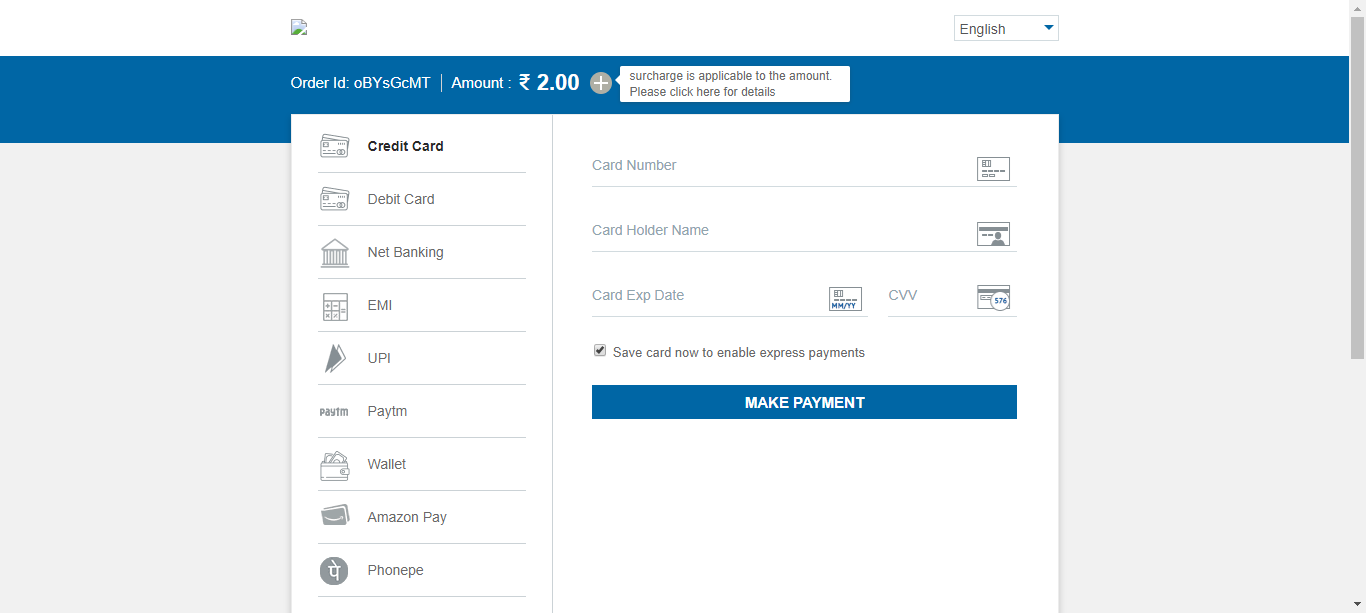 English
Order Id: oBYsGcMT | Amount : ₹ 2.00
surcharge is applicable to the amount.
Please click here for details
Credit Card
Debit Card
Net Banking
EMI
UPI
Paytm
Paytm
Wallet
Amazon Pay
पे
Phonepe
Card Number
Card Holder Name
Card Exp Date
MM/YY
CVV
576
Save card now to enable express payments
MAKE PAYMENT